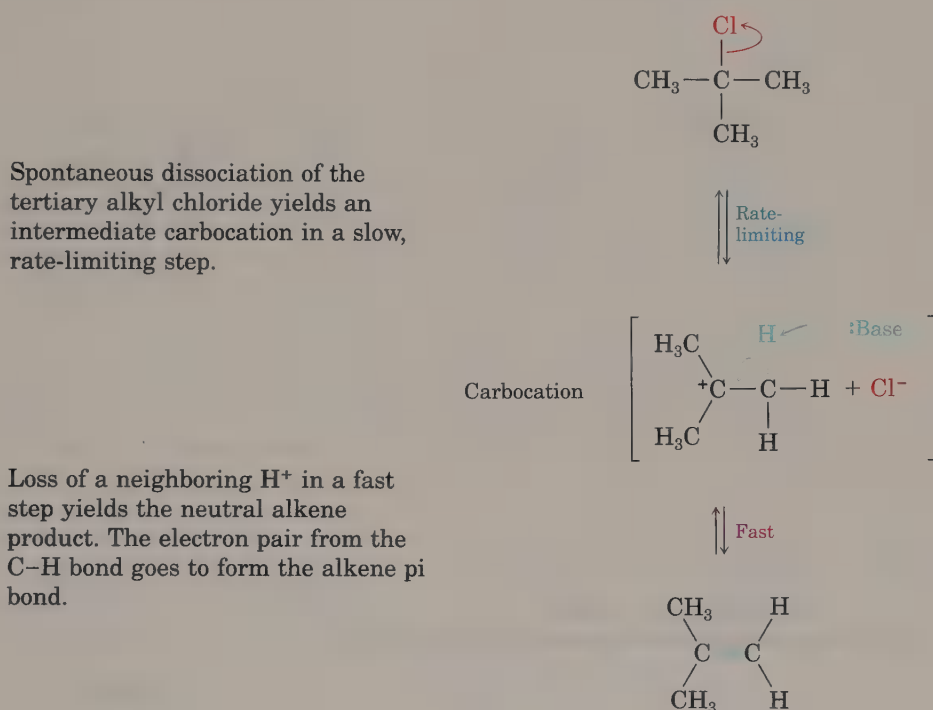 Cl
CH₃—C—CH₃
CH₃
Spontaneous dissociation of the
tertiary alkyl chloride yields an
intermediate carbocation in a slow,
rate-limiting step.
Rate-
limiting
H :Base
H₃C
Carbocation
⁺C—C—H + Cl⁻
H₃C H
Loss of a neighboring H⁺ in a fast
step yields the neutral alkene
product. The electron pair from the
C–H bond goes to form the alkene pi
bond.
Fast
CH₃ H
C C
CH₃ H